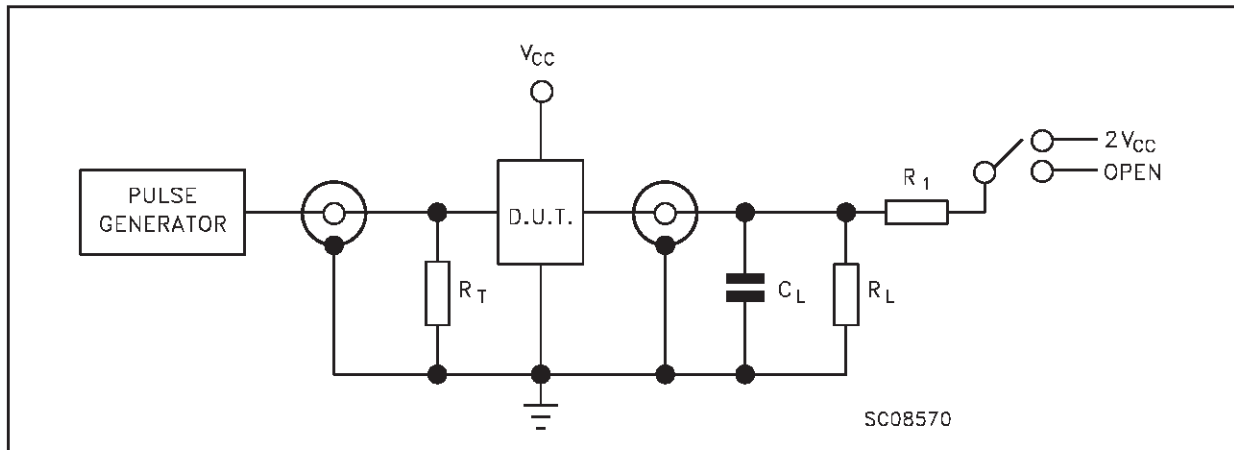 VCC
2VCC
OPEN
R1
PULSE
GENERATOR
D.U.T.
RT
CL
RL
SC08570